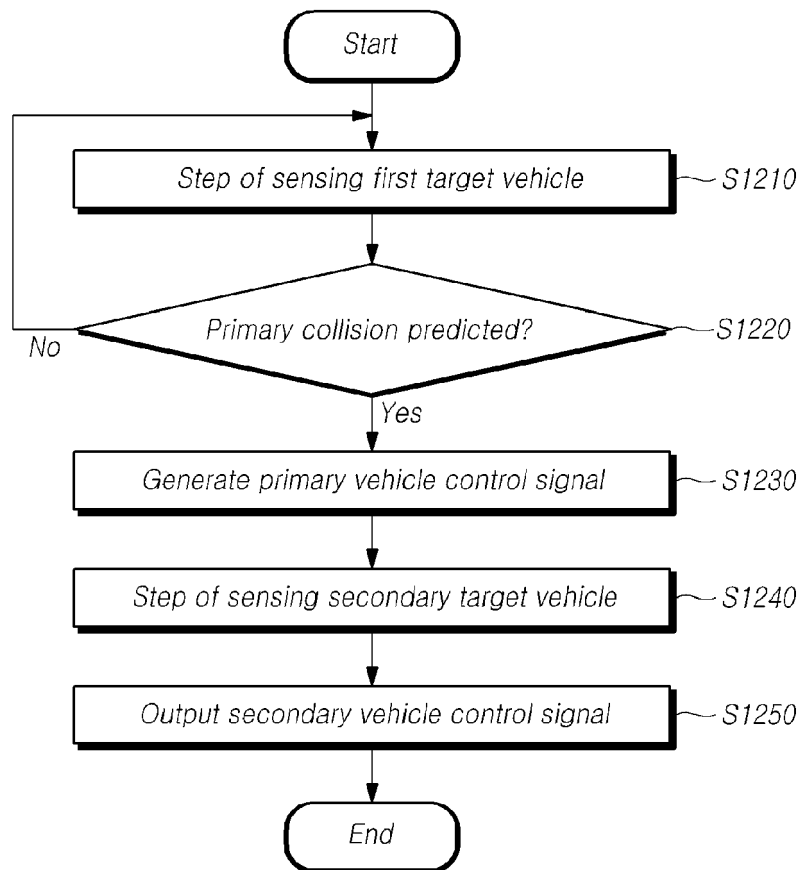 Start
Step of sensing first target vehicle
S1210
Primary collision predicted?
S1220
No
Yes
Generate primary vehicle control signal
S1230
Step of sensing secondary target vehicle
S1240
Output secondary vehicle control signal
S1250
End